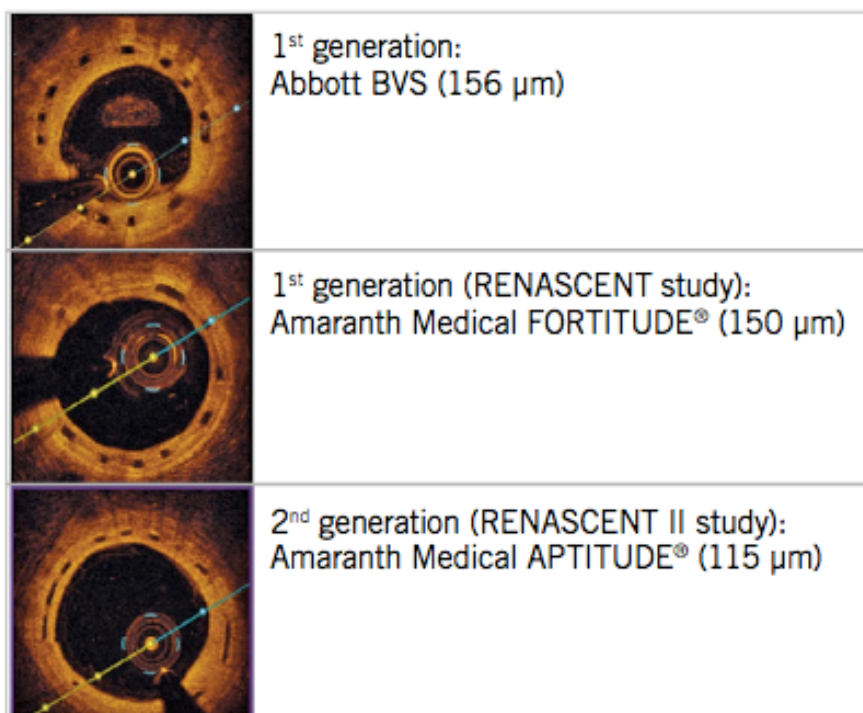 1st generation:
Abbott BVS (156 µm)
1st generation (RENASCENT study):
Amaranth Medical FORTITUDE® (150 µm)
2nd generation (RENASCENT II study):
Amaranth Medical APTITUDE® (115 µm)